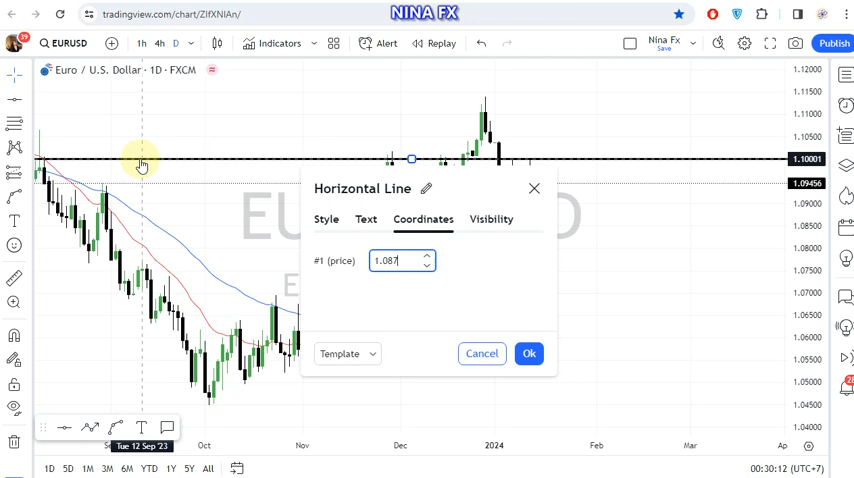 tradingview.com/chart/ZIfXNIAn/
NINA FX
39
EURUSD
1h 4h D
Indicators
Alert
Replay
Nina Fx
Save
Publish
Euro / U.S. Dollar · 1D · FXCM
1.12000
1.11500
1.11000
1.10500
1.10001
1.09456
1.09000
1.08500
1.08000
1.07500
1.07000
1.06500
1.06000
1.05500
1.05000
1.04500
1.04000
Horizontal Line
Style Text Coordinates Visibility
#1 (price) 1.087
Template Cancel Ok
Tue 12 Sep '23
Oct Nov Dec 2024 Feb Mar
1D 5D 1M 3M 6M YTD 1Y 5Y All
00:30:12 (UTC+7)